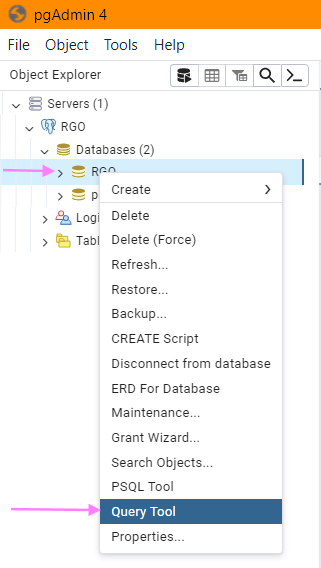 pgAdmin 4
File Object Tools Help
Object Explorer
Servers (1)
RGO
Databases (2)
RGO
p
Logi
Tabl
Create
Delete
Delete (Force)
Refresh...
Restore...
Backup...
CREATE Script
Disconnect from database
ERD For Database
Maintenance...
Grant Wizard...
Search Objects...
PSQL Tool
Query Tool
Properties...